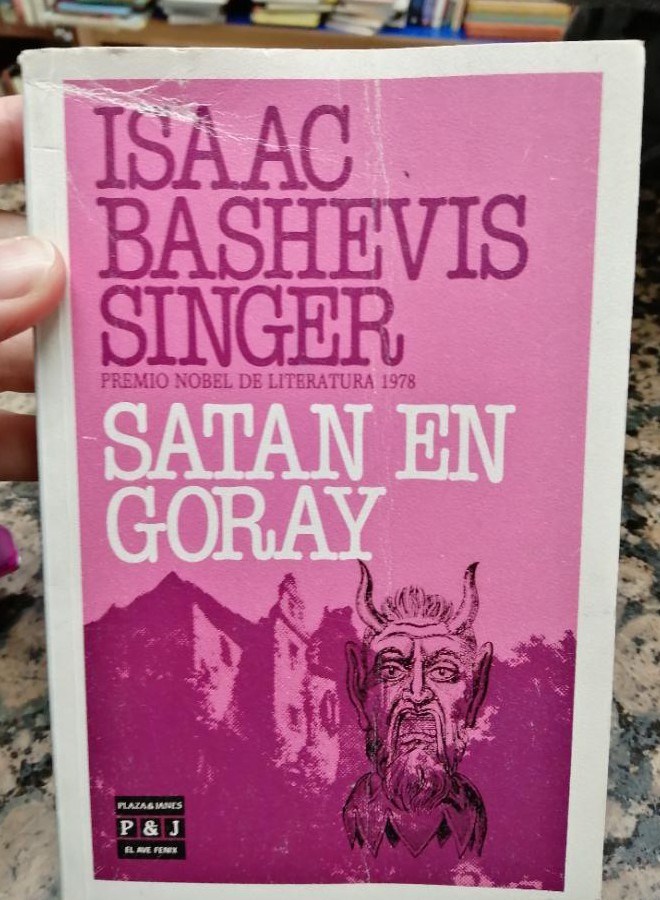 ISAAC
BASHEVIS
SINGER
PREMIO NOBEL DE LITERATURA 1978
SATAN EN
GORAY
PLAZA & JANES
P & J
EL AVE FENIX